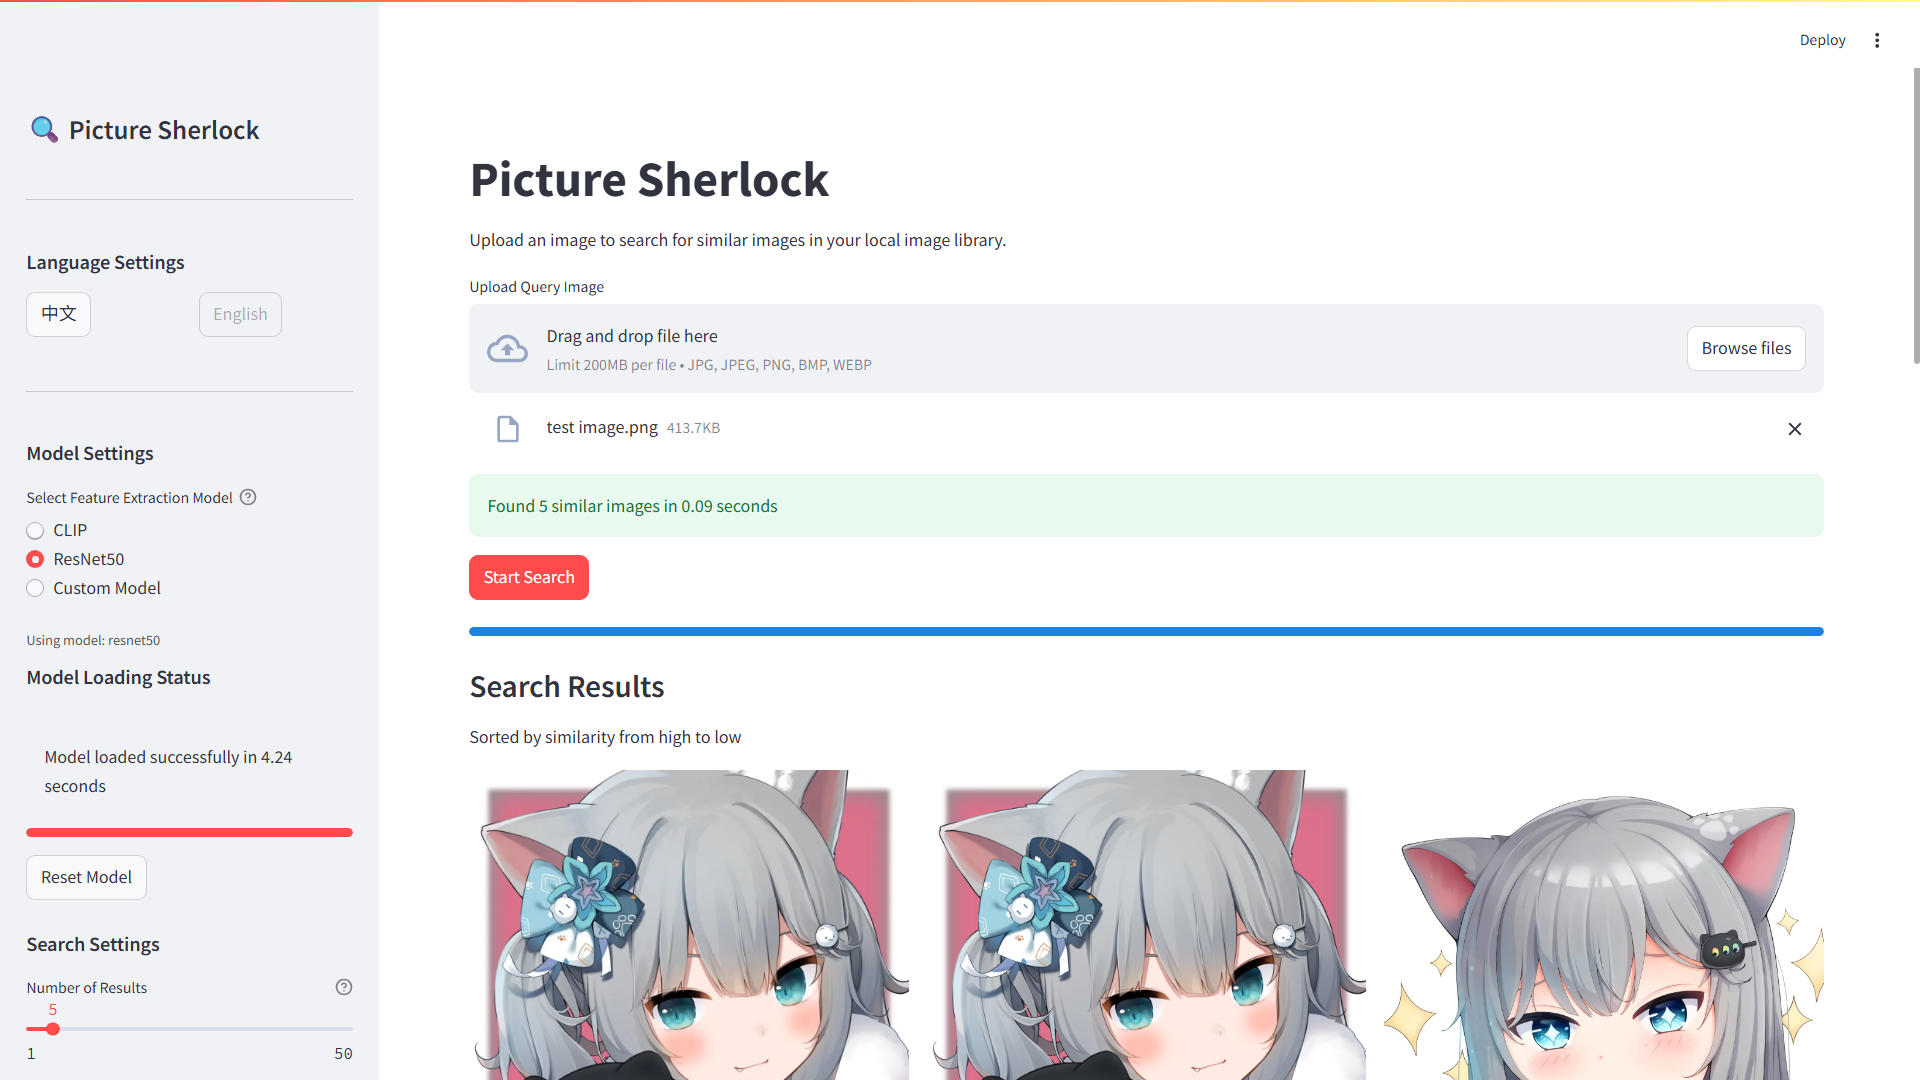 Deploy
Picture Sherlock
Language Settings
中文
English
Model Settings
Select Feature Extraction Model
CLIP
ResNet50
Custom Model
Using model: resnet50
Model Loading Status
Model loaded successfully in 4.24
seconds
Reset Model
Search Settings
Number of Results
5
1 50
Picture Sherlock
Upload an image to search for similar images in your local image library.
Upload Query Image
Drag and drop file here
Limit 200MB per file • JPG, JPEG, PNG, BMP, WEBP
Browse files
test image.png 413.7KB
Found 5 similar images in 0.09 seconds
Start Search
Search Results
Sorted by similarity from high to low